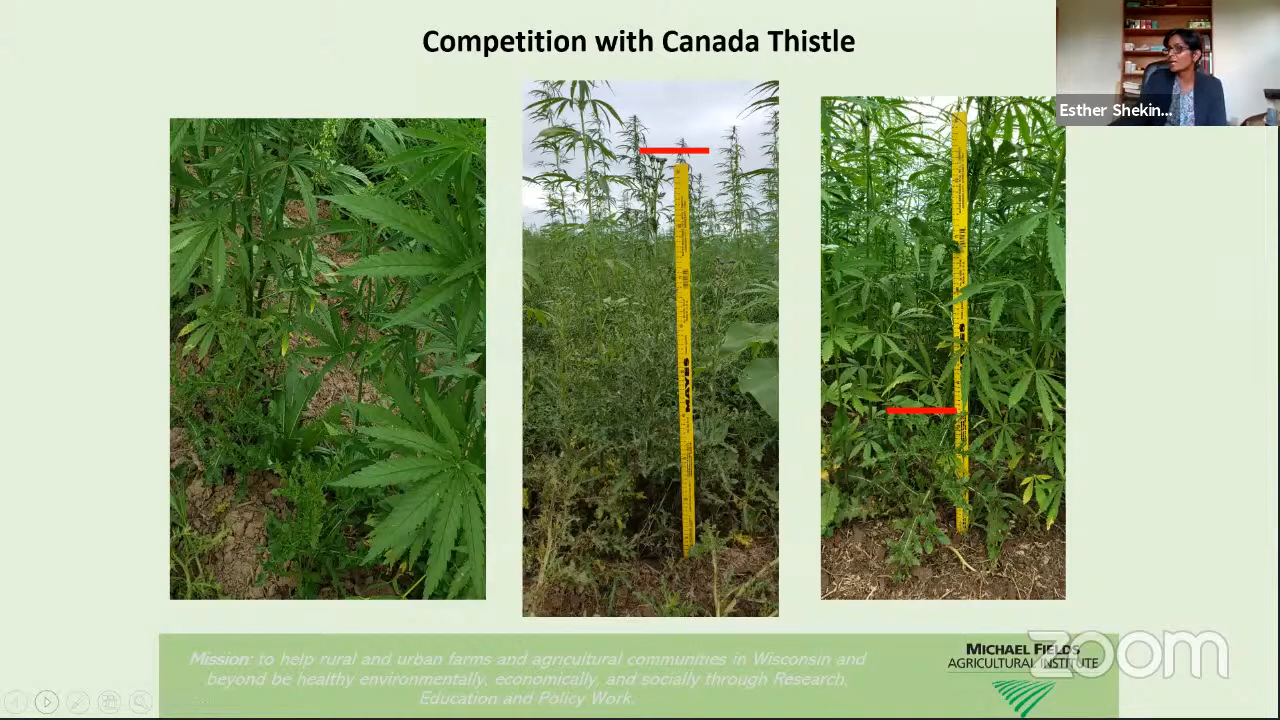 Competition with Canada Thistle
Esther Shekin...
MAYES
Mission: to help rural and urban farms and agricultural communities in Wisconsin and
beyond be healthy environmentally, economically, and socially through Research,
Education and Policy Work.
MICHAEL FIELDS
AGRICULTURAL INSTITUTE
zoom